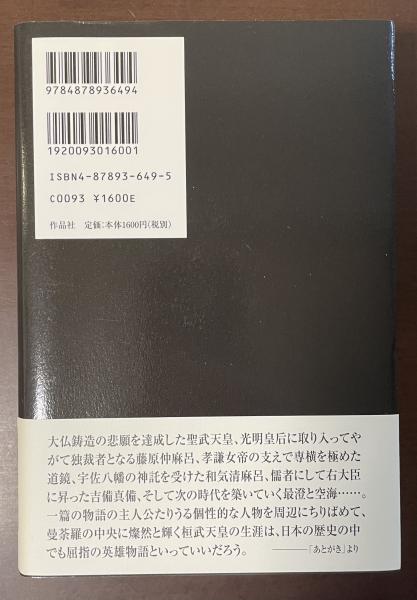 9784878936494
1920093016001
ISBN4-87893-649-5
C0093 ¥1600E
作品社 定価:本体1600円(税別)
大仏鋳造の悲願を達成した聖武天皇、光明皇后に取り入ってや
がて独裁者となる藤原仲麻呂、孝謙女帝の支えで専横を極めた
道鏡、宇佐八幡の神託を受けた和気清麻呂、儒者にして右大臣
に昇った吉備真備、そして次の時代を築いていく最澄と空海……。
一篇の物語の主人公たりうる個性的な人物を周辺にちりばめて、
曼荼羅の中央に燦然と輝く桓武天皇の生涯は、日本の歴史の中
でも屈指の英雄物語といっていいだろう。 ――「あとがき」より